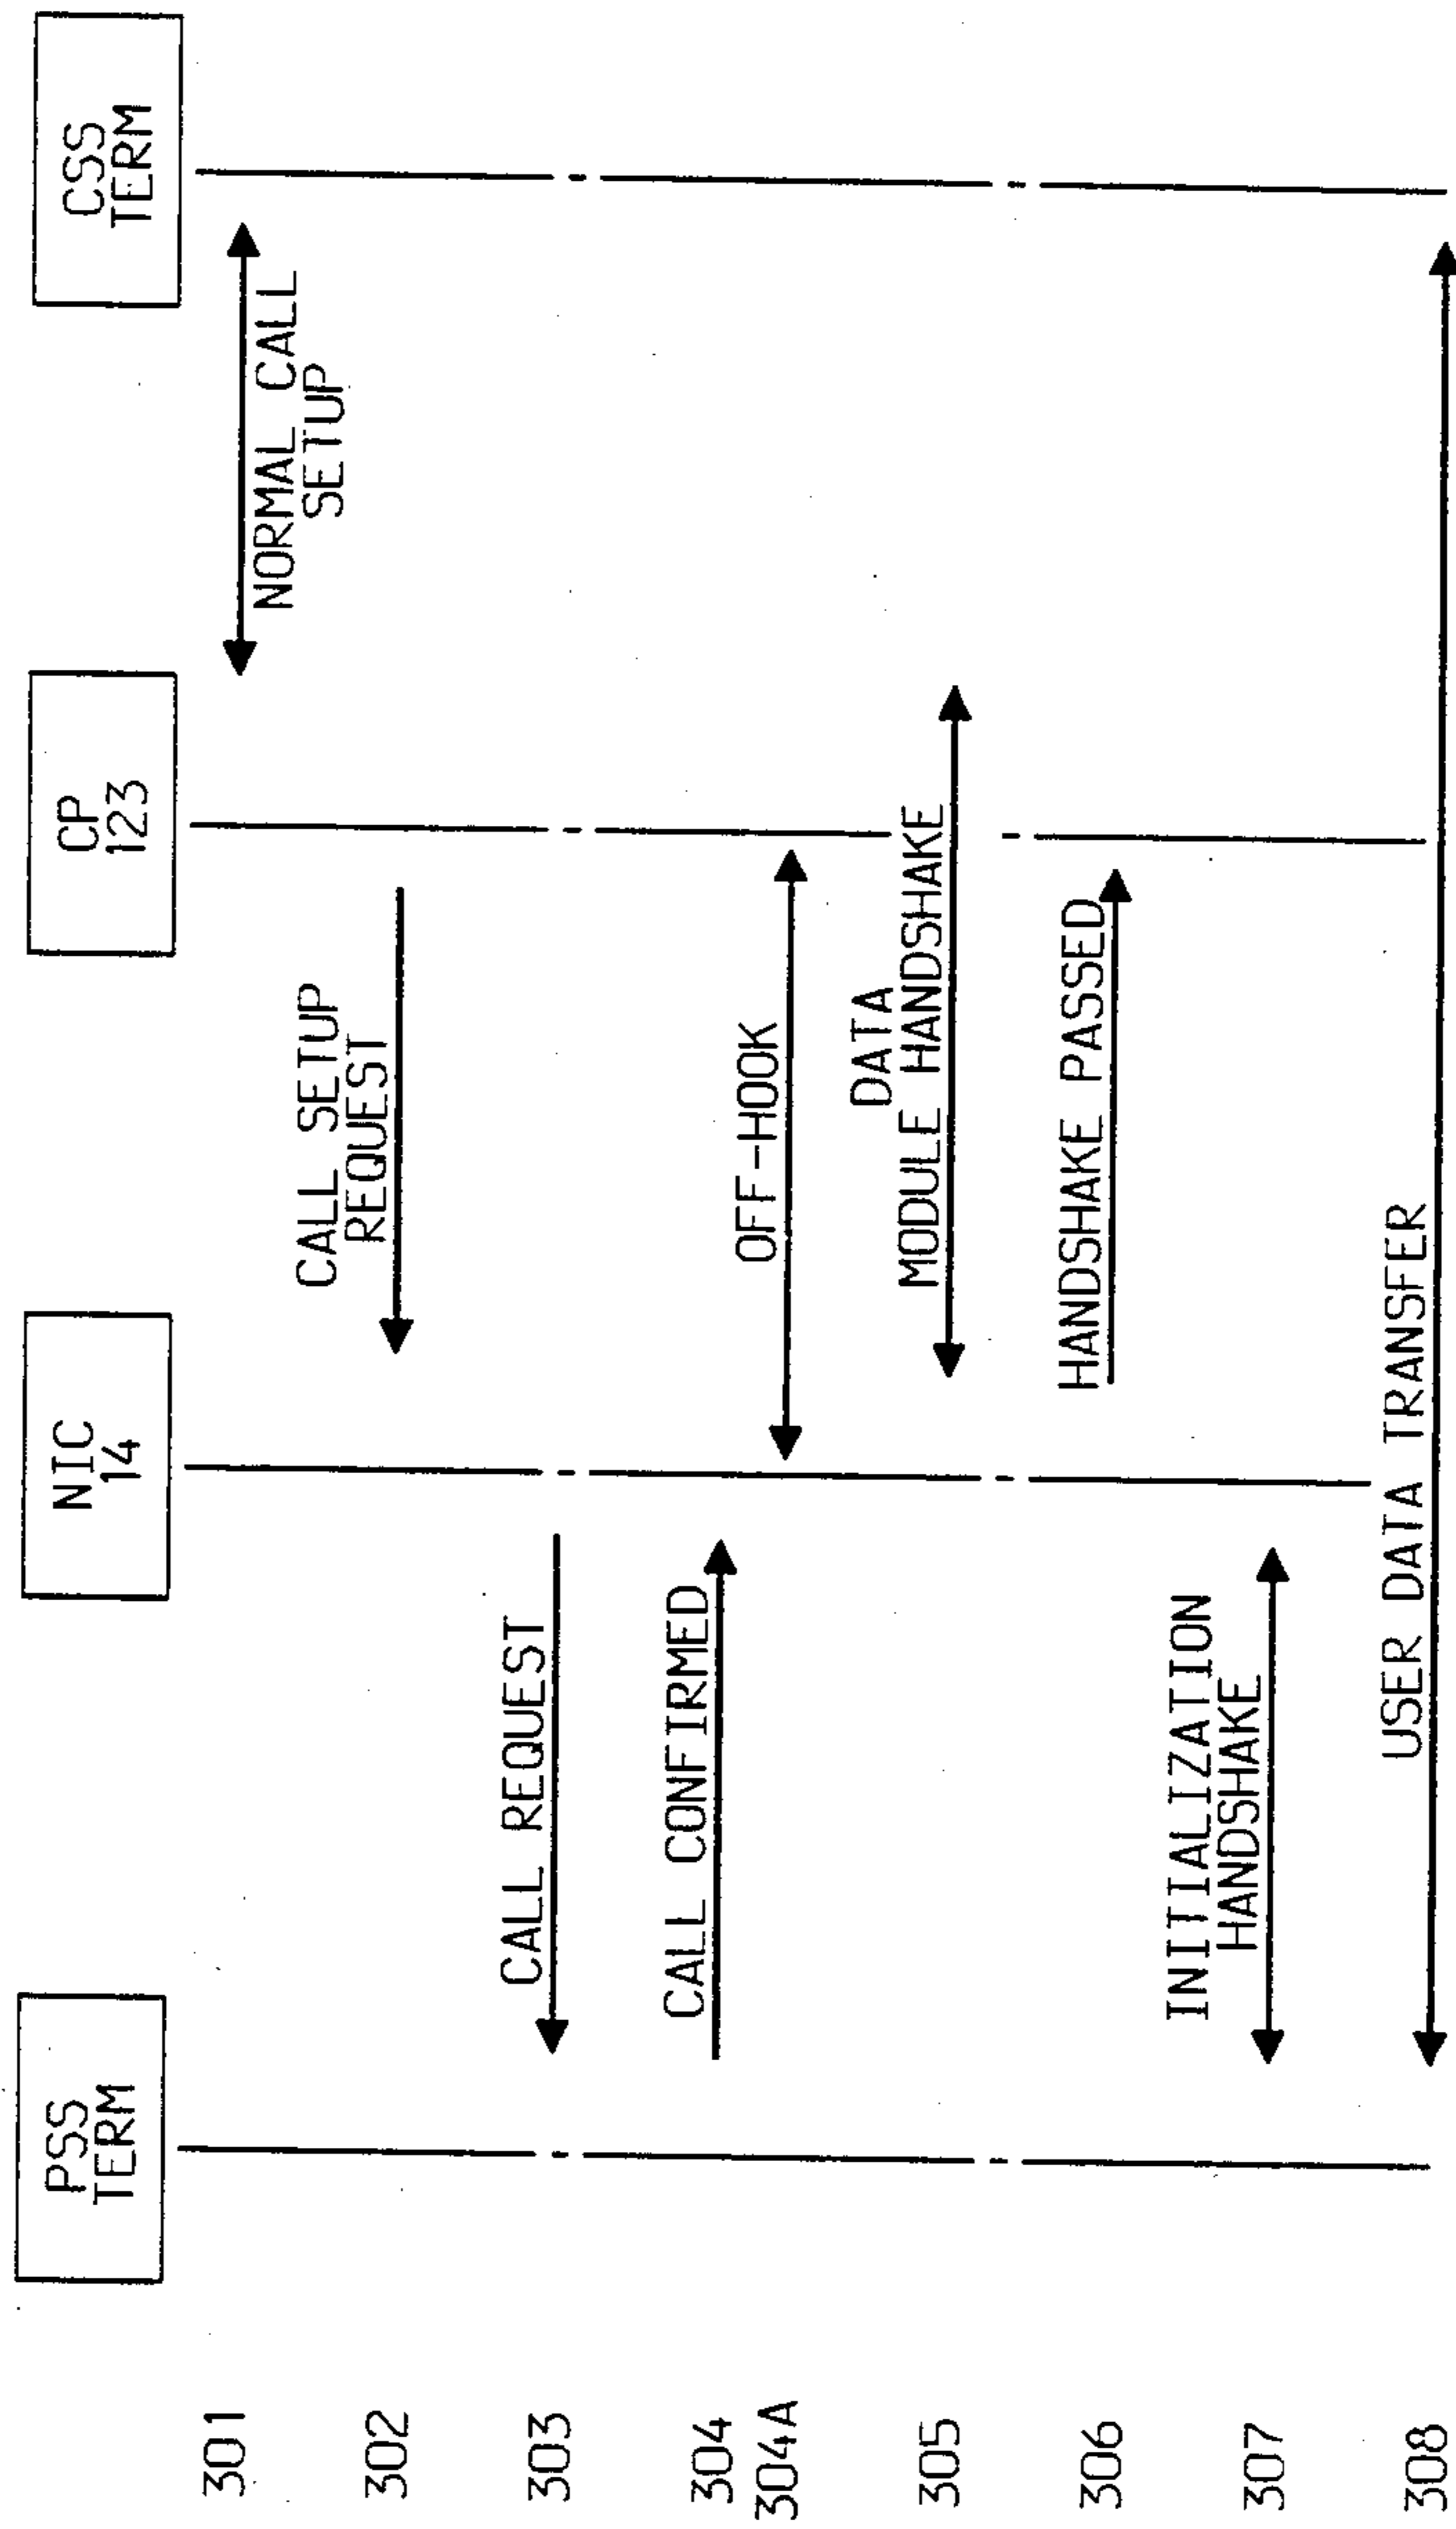 PSS
TERM
NIC
14
CP
123
CSS
TERM
301
NORMAL CALL
SETUP
302
CALL SETUP
REQUEST
303
CALL REQUEST
304
CALL CONFIRMED
304A
OFF-HOOK
305
DATA
MODULE HANDSHAKE
306
HANDSHAKE PASSED
307
INITIALIZATION
HANDSHAKE
308
USER DATA TRANSFER